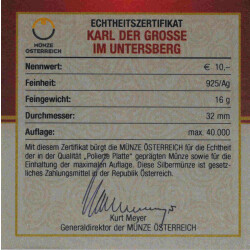 ECHTHEITSZERTIFIKAT
KARL DER GROSSE
IM UNTERSBERG
MÜNZE
ÖSTERREICH
Nennwert: € 10,–
Feinheit: 925/Ag
Feingewicht: 16 g
Durchmesser: 32 mm
Auflage: max. 40.000
Mit diesem Zertifikat bürgt die MÜNZE ÖSTERREICH für die Echtheit
der in der Qualität „Polierte Platte“ geprägten Münze sowie für die
Einhaltung der o.a. Daten. Diese Silbermünze ist gesetz-
liches Zahlungsmittel in der Republik Österreich.
Kurt Meyer
Generaldirektor der MÜNZE ÖSTERREICH